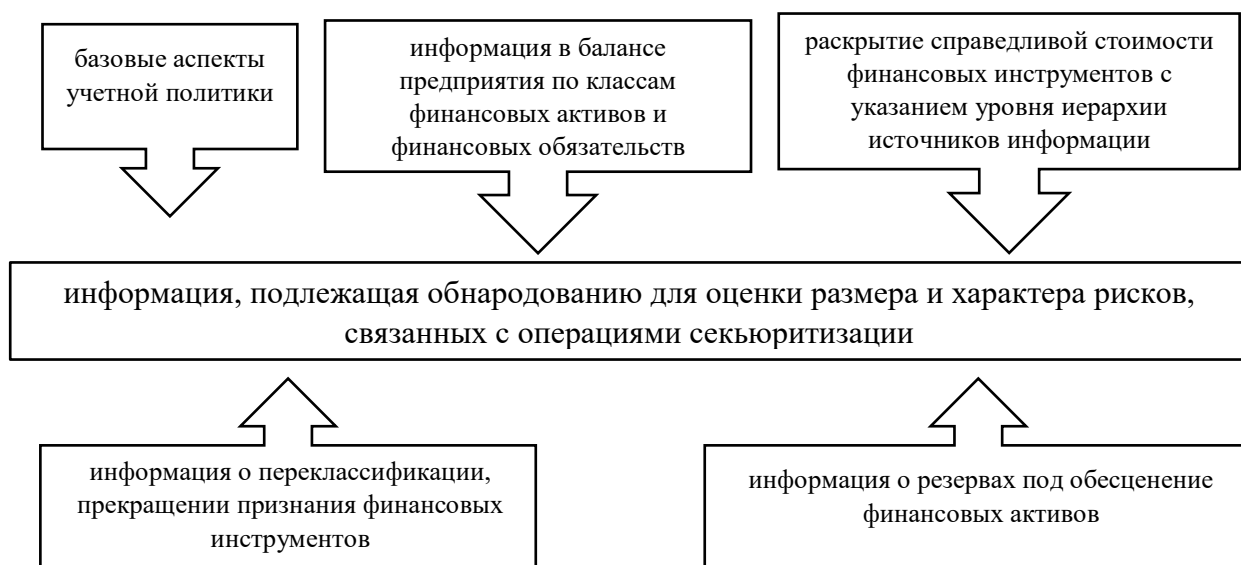 базовые аспекты
учетной политики
информация в балансе
предприятия по классам
финансовых активов и
финансовых обязательств
раскрытие справедливой стоимости
финансовых инструментов с
указанием уровня иерархии
источников информации
информация, подлежащая обнародованию для оценки размера и характера рисков,
связанных с операциями секьюритизации
информация о переклассификации,
прекращении признания финансовых
инструментов
информация о резервах под обесценение
финансовых активов